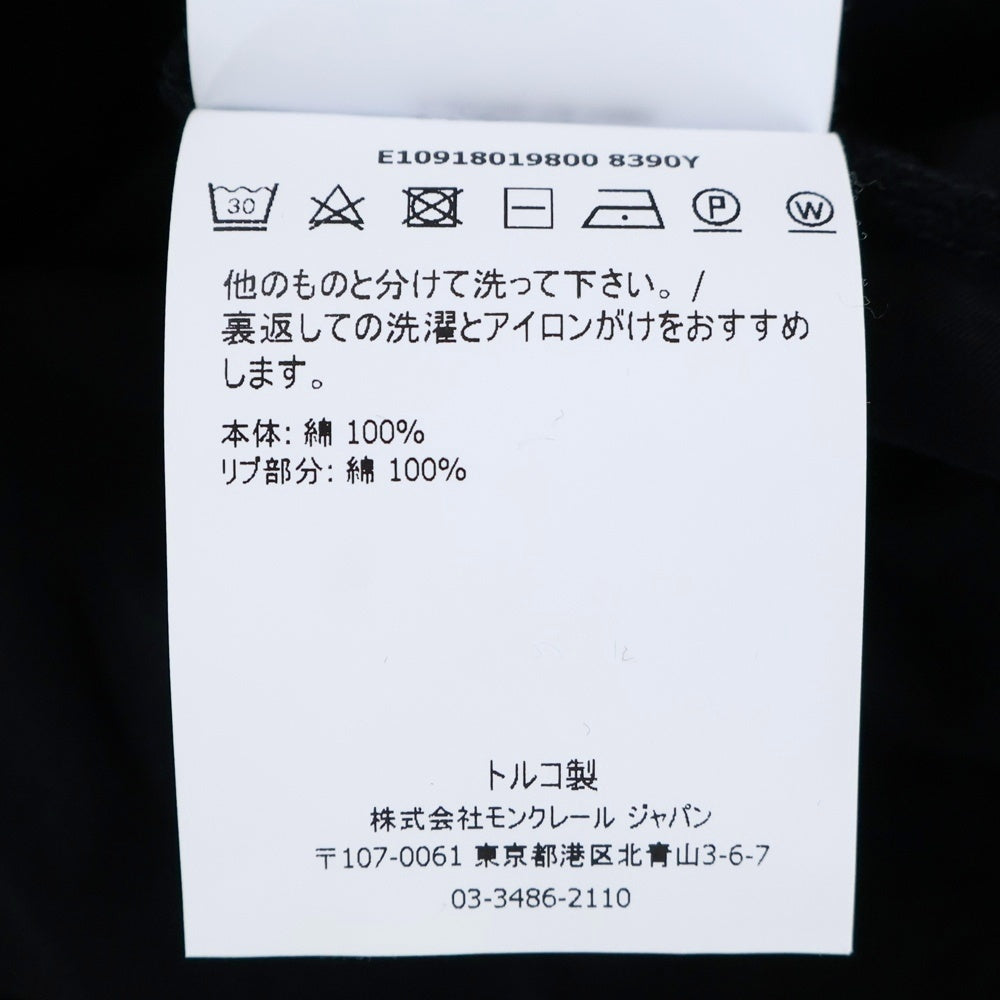 E10918019800 8390Y
30 P W
他のものと分けて洗って下さい。/
裏返しての洗濯とアイロンがけをおすすめ
します。
本体: 綿 100%
リブ部分: 綿 100%
トルコ製
株式会社モンクレール ジャパン
〒107-0061 東京都港区北青山3-6-7
03-3486-2110